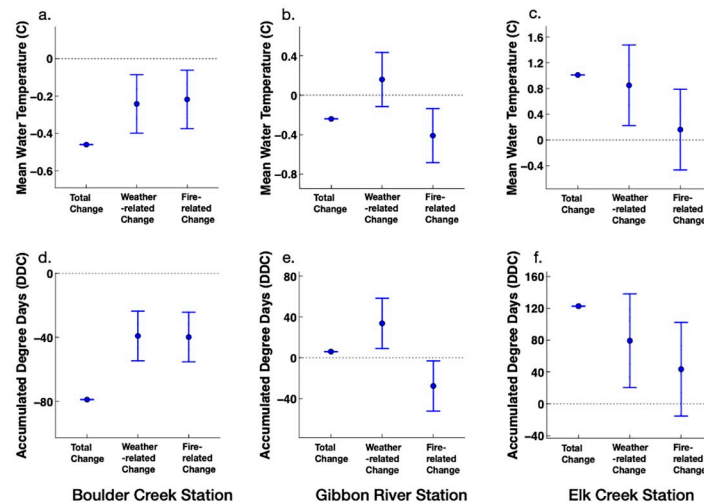 a.
Mean Water Temperature (C)
0
-0.2
-0.4
-0.6
Total
Change
Weather
-related
Change
Fire-
related
Change
b.
Mean Water Temperature (C)
0.4
0
-0.4
-0.8
Total
Change
Weather
-related
Change
Fire-
related
Change
c.
Mean Water Temperature (C)
1.6
1.2
0.8
0.4
0
-0.4
Total
Change
Weather
-related
Change
Fire-
related
Change
d.
Accumulated Degree Days (DDC)
0
-40
-80
Total
Change
Weather
-related
Change
Fire-
related
Change
e.
Accumulated Degree Days (DDC)
80
40
0
-40
Total
Change
Weather
-related
Change
Fire-
related
Change
f.
Accumulated Degree Days (DDC)
160
120
80
40
0
-40
Total
Change
Weather
-related
Change
Fire-
related
Change
Boulder Creek Station
Gibbon River Station
Elk Creek Station